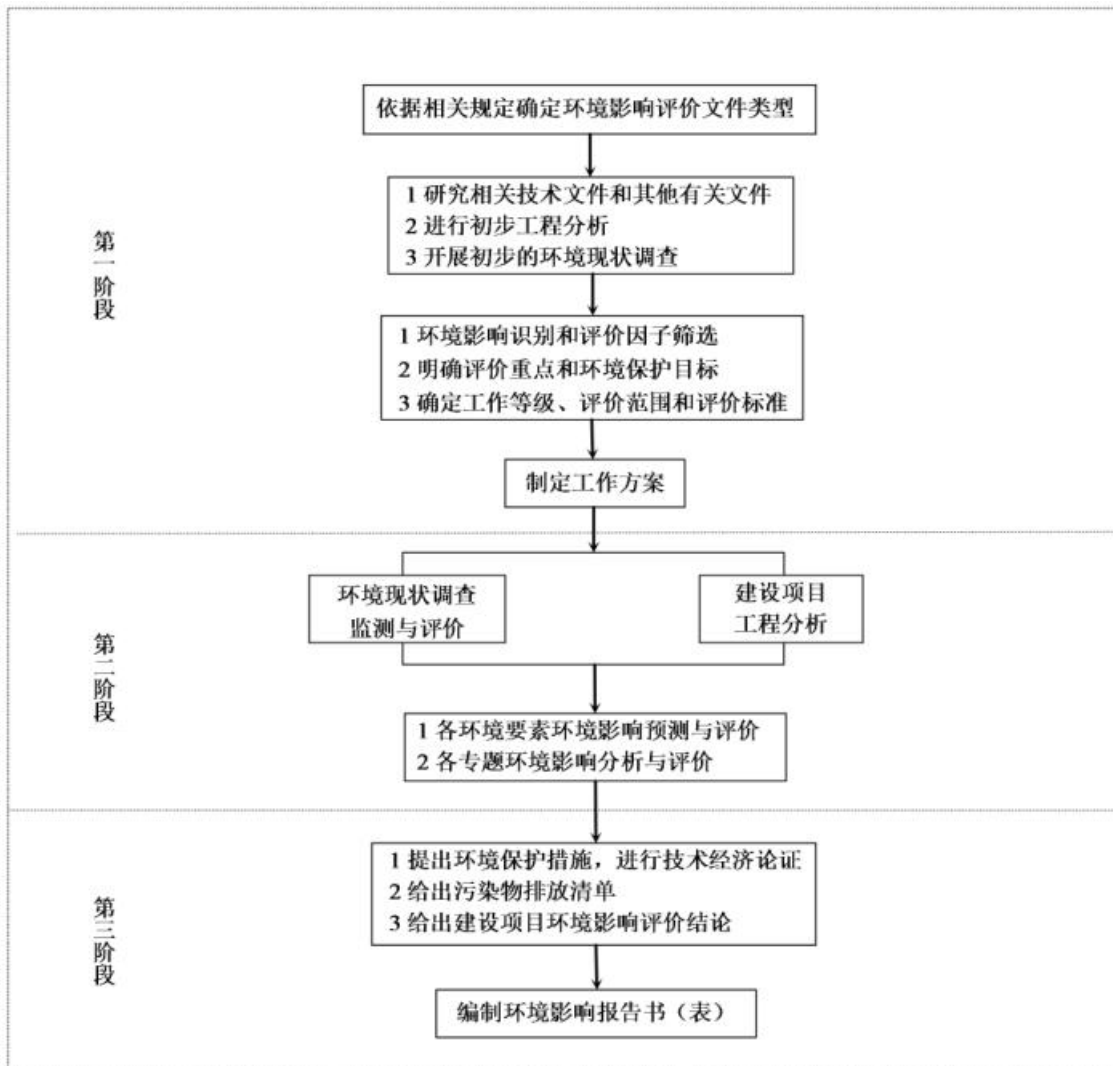 依据相关规定确定环境影响评价文件类型
1 研究相关技术文件和其他有关文件
2 进行初步工程分析
3 开展初步的环境现状调查
第一阶段
1 环境影响识别和评价因子筛选
2 明确评价重点和环境保护目标
3 确定工作等级、评价范围和评价标准
制定工作方案
环境现状调查
监测与评价
建设项目
工程分析
第二阶段
1 各环境要素环境影响预测与评价
2 各专题环境影响分析与评价
1 提出环境保护措施，进行技术经济论证
2 给出污染物排放清单
3 给出建设项目环境影响评价结论
第三阶段
编制环境影响报告书（表）